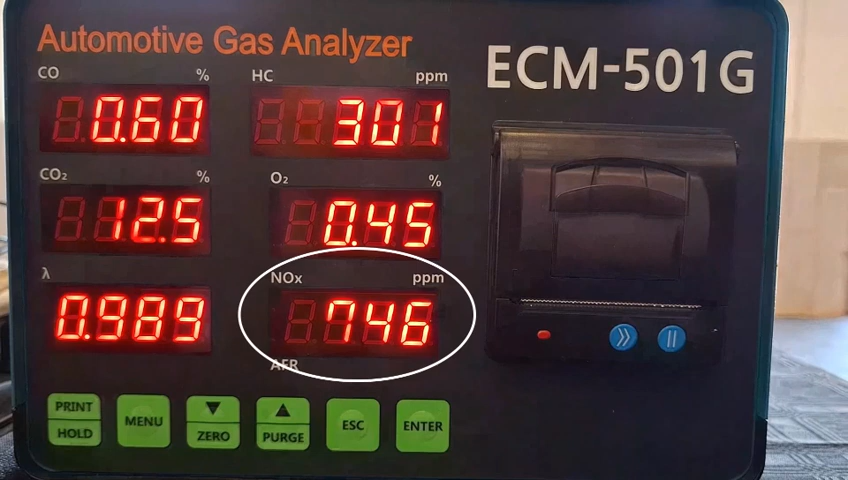 Automotive Gas Analyzer
ECM-501G
CO %
HC ppm
0.60
301
CO₂ %
O₂ %
12.5
0.45
λ
NOx ppm
0.989
746
AFR
PRINT
HOLD
MENU
▼
ZERO
▲
PURGE
ESC
ENTER